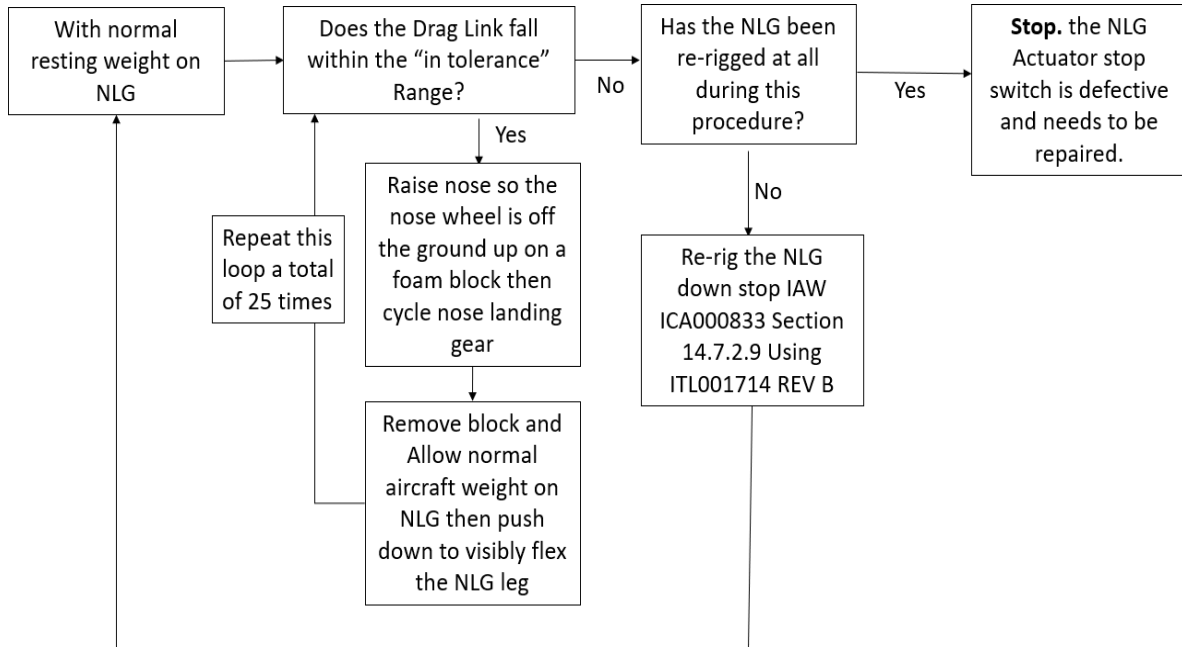 With normal
resting weight on
NLG
Does the Drag Link fall
within the “in tolerance”
Range?
No
Has the NLG been
re-rigged at all
during this
procedure?
Yes
Stop. the NLG
Actuator stop
switch is defective
and needs to be
repaired.
Yes
Raise nose so the
nose wheel is off
the ground up on a
foam block then
cycle nose landing
gear
Repeat this
loop a total
of 25 times
Remove block and
Allow normal
aircraft weight on
NLG then push
down to visibly flex
the NLG leg
No
Re-rig the NLG
down stop IAW
ICA000833 Section
14.7.2.9 Using
ITL001714 REV B